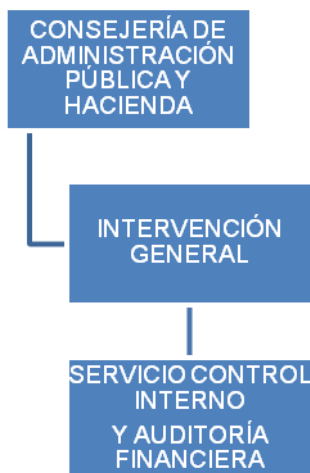 CONSEJERÍA DE
ADMINISTRACIÓN
PÚBLICA Y
HACIENDA
INTERVENCIÓN
GENERAL
SERVICIO CONTROL
INTERNO
Y AUDITORÍA
FINANCIERA